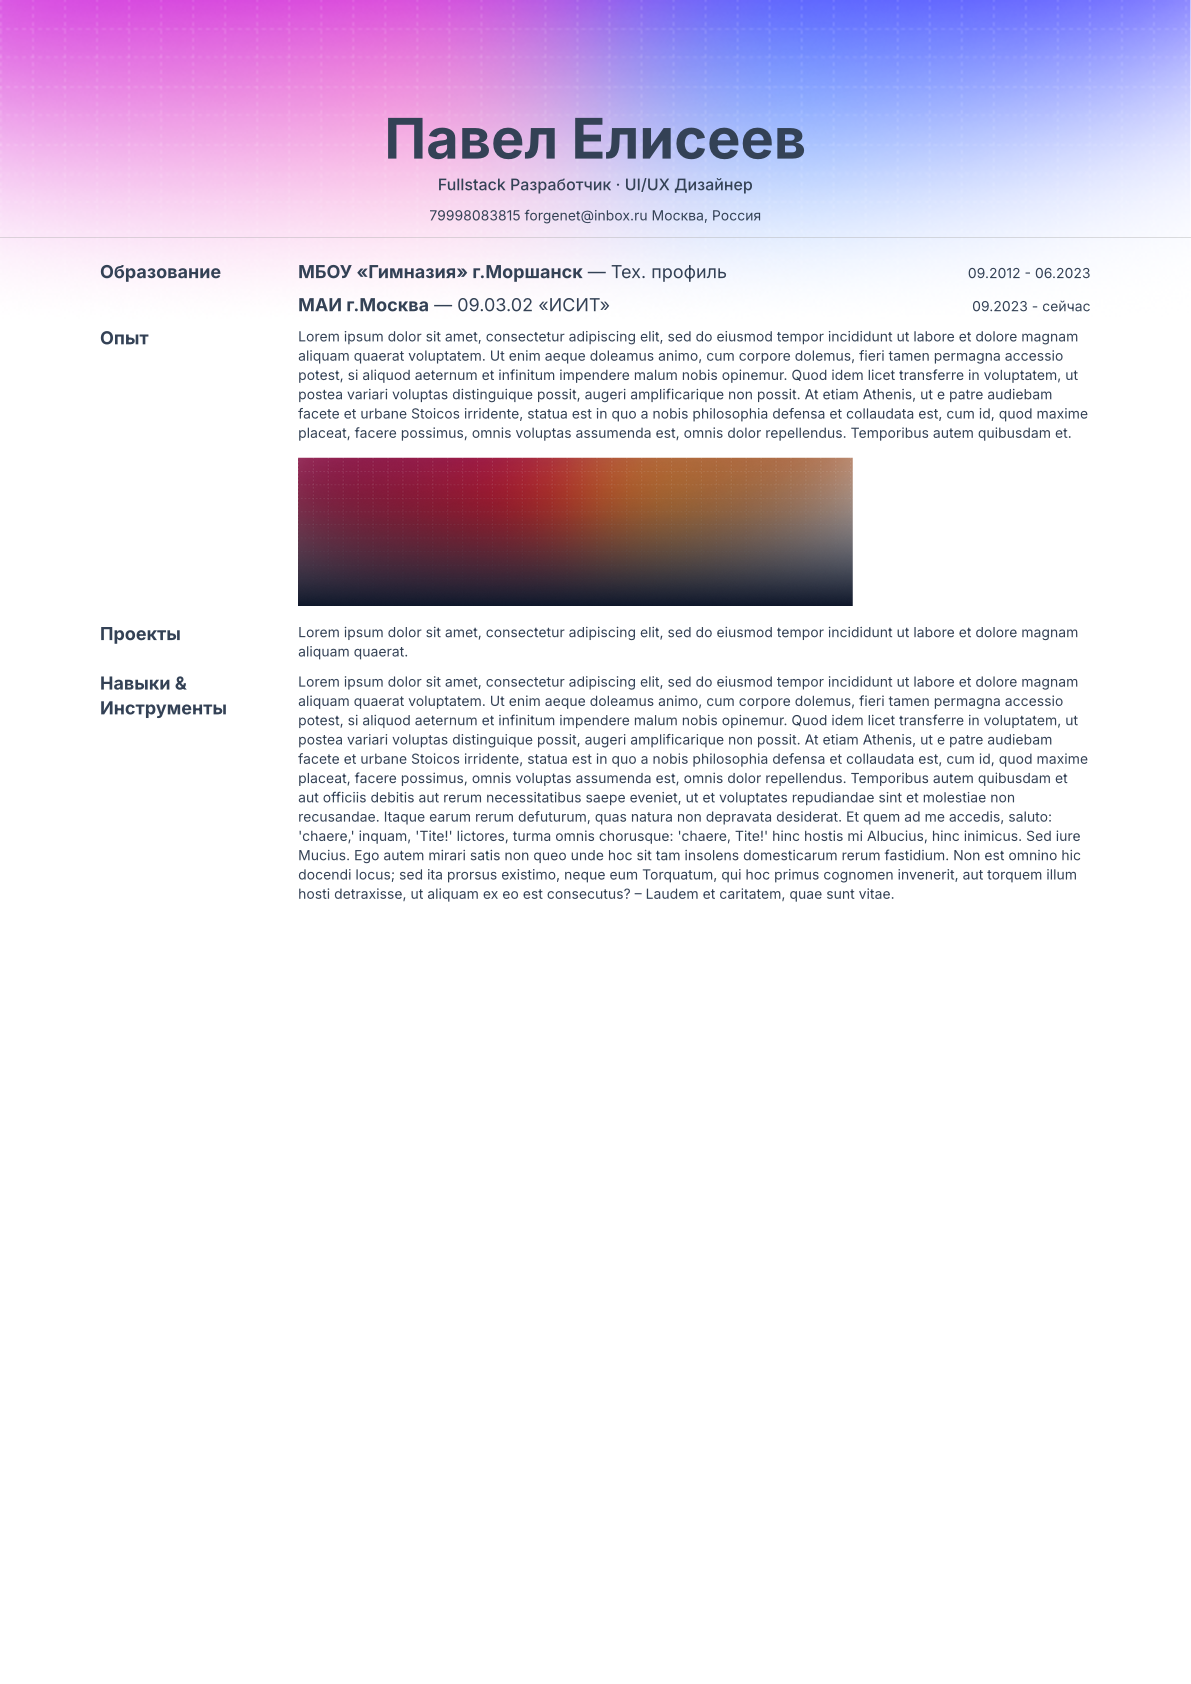 Павел Елисеев
Fullstack Разработчик · UI/UX Дизайнер
79998083815 forgenet@inbox.ru Москва, Россия
Образование
МБОУ «Гимназия» г.Моршанск — Тех. профиль 09.2012 - 06.2023
МАИ г.Москва — 09.03.02 «ИСИТ» 09.2023 - сейчас
Опыт
Lorem ipsum dolor sit amet, consectetur adipiscing elit, sed do eiusmod tempor incididunt ut labore et dolore magnam
aliquam quaerat voluptatem. Ut enim aeque doleamus animo, cum corpore dolemus, fieri tamen permagna accessio
potest, si aliquod aeternum et infinitum impendere malum nobis opinemur. Quod idem licet transferre in voluptatem, ut
postea variari voluptas distinguique possit, augeri amplificarique non possit. At etiam Athenis, ut e patre audiebam
facete et urbane Stoicos irridente, statua est in quo a nobis philosophia defensa et collaudata est, cum id, quod maxime
placeat, facere possimus, omnis voluptas assumenda est, omnis dolor repellendus. Temporibus autem quibusdam et.
Проекты
Lorem ipsum dolor sit amet, consectetur adipiscing elit, sed do eiusmod tempor incididunt ut labore et dolore magnam
aliquam quaerat.
Навыки &
Инструменты
Lorem ipsum dolor sit amet, consectetur adipiscing elit, sed do eiusmod tempor incididunt ut labore et dolore magnam
aliquam quaerat voluptatem. Ut enim aeque doleamus animo, cum corpore dolemus, fieri tamen permagna accessio
potest, si aliquod aeternum et infinitum impendere malum nobis opinemur. Quod idem licet transferre in voluptatem, ut
postea variari voluptas distinguique possit, augeri amplificarique non possit. At etiam Athenis, ut e patre audiebam
facete et urbane Stoicos irridente, statua est in quo a nobis philosophia defensa et collaudata est, cum id, quod maxime
placeat, facere possimus, omnis voluptas assumenda est, omnis dolor repellendus. Temporibus autem quibusdam et
aut officiis debitis aut rerum necessitatibus saepe eveniet, ut et voluptates repudiandae sint et molestiae non
recusandae. Itaque earum rerum defuturum, quas natura non depravata desiderat. Et quem ad me accedis, saluto:
'chaere,' inquam, 'Tite!' lictores, turma omnis chorusque: 'chaere, Tite!' hinc hostis mi Albucius, hinc inimicus. Sed iure
Mucius. Ego autem mirari satis non queo unde hoc sit tam insolens domesticarum rerum fastidium. Non est omnino hic
docendi locus; sed ita prorsus existimo, neque eum Torquatum, qui hoc primus cognomen invenerit, aut torquem illum
hosti detraxisse, ut aliquam ex eo est consecutus? – Laudem et caritatem, quae sunt vitae.